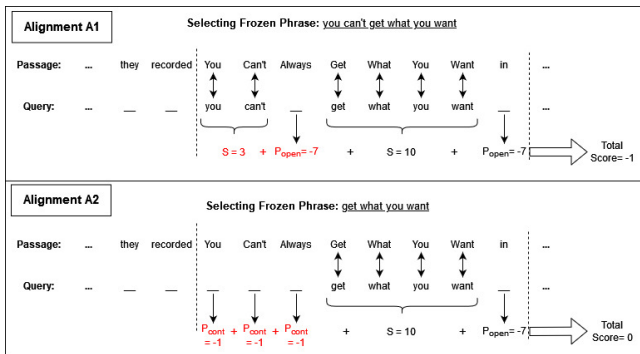 Alignment A1
Selecting Frozen Phrase: you can't get what you want
Passage: ... they recorded You Can't Always Get What You Want in ...
Query: ... __ __ you can't __ get what you want __ ...
S = 3 + Popen= -7 + S = 10 + Popen= -7 Total Score= -1
Alignment A2
Selecting Frozen Phrase: get what you want
Passage: ... they recorded You Can't Always Get What You Want in ...
Query: ... __ __ __ __ __ get what you want __ ...
Pcont = -1 + Pcont = -1 + Pcont = -1 + S = 10 + Popen= -7 Total Score= 0